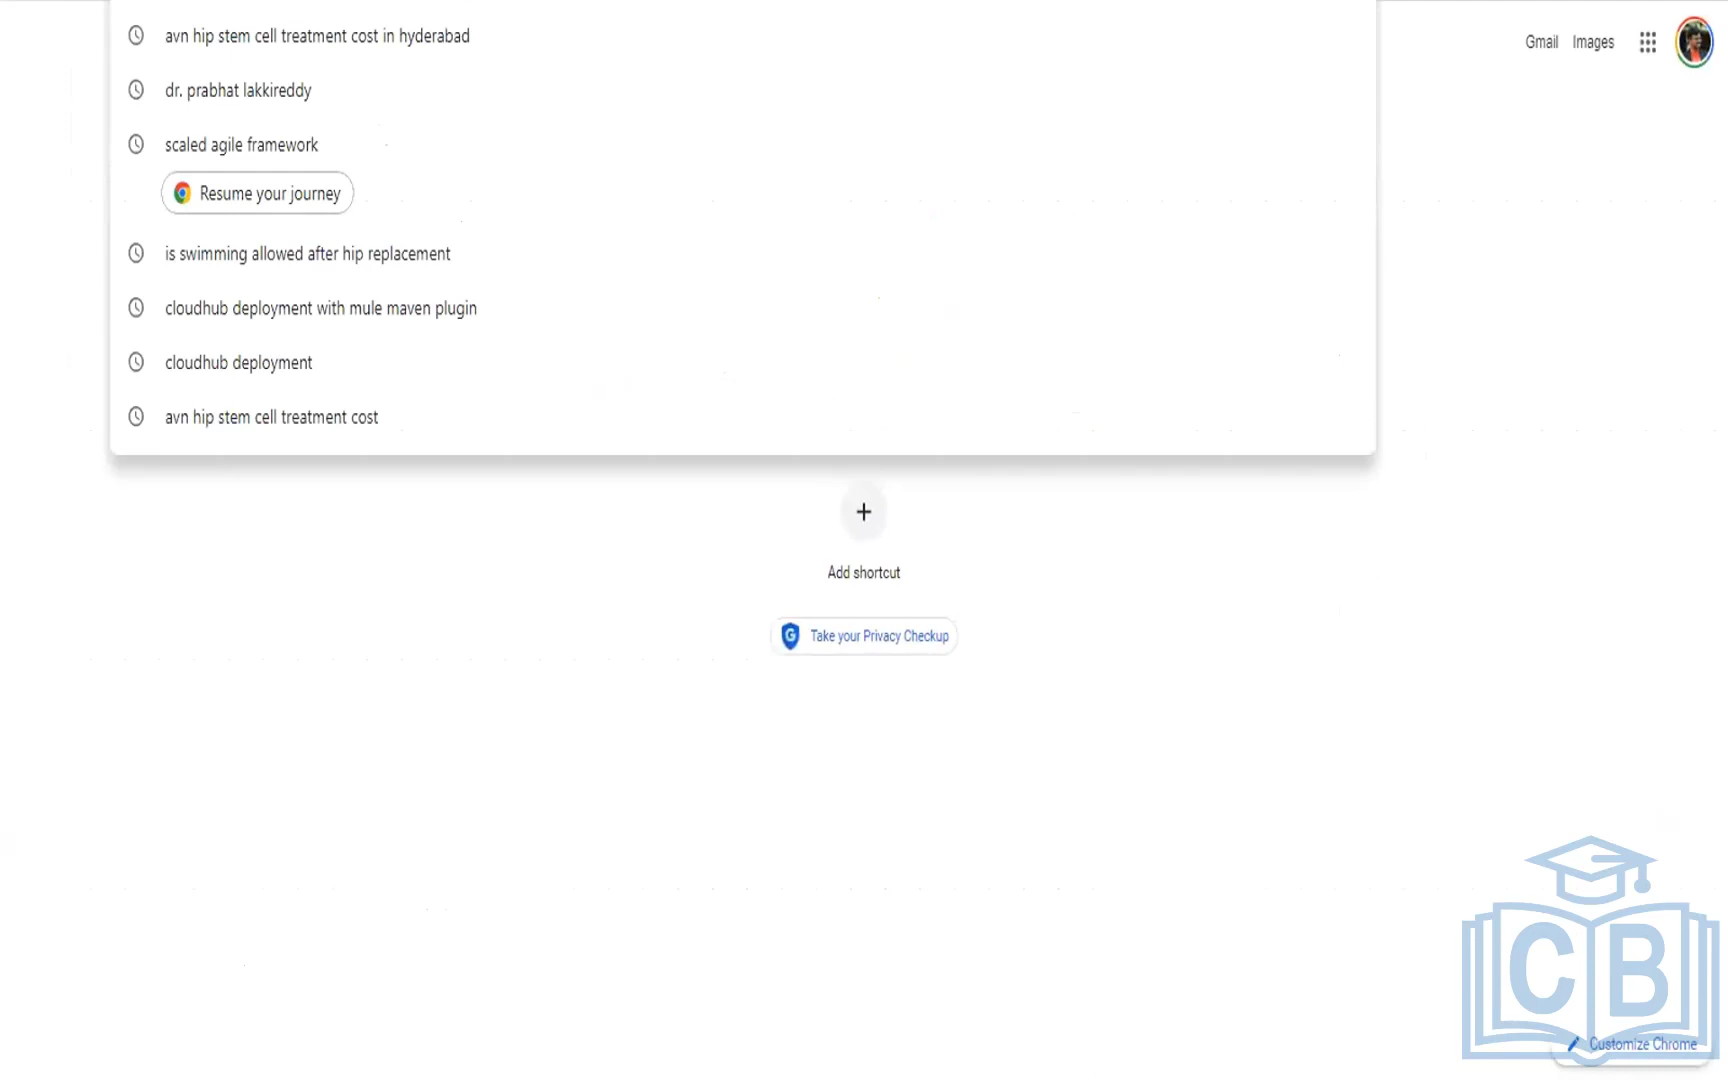 avn hip stem cell treatment cost in hyderabad
Gmail Images
dr. prabhat lakkireddy
scaled agile framework
Resume your journey
is swimming allowed after hip replacement
cloudhub deployment with mule maven plugin
cloudhub deployment
avn hip stem cell treatment cost
+
Add shortcut
G Take your Privacy Checkup
CB
Customize Chrome